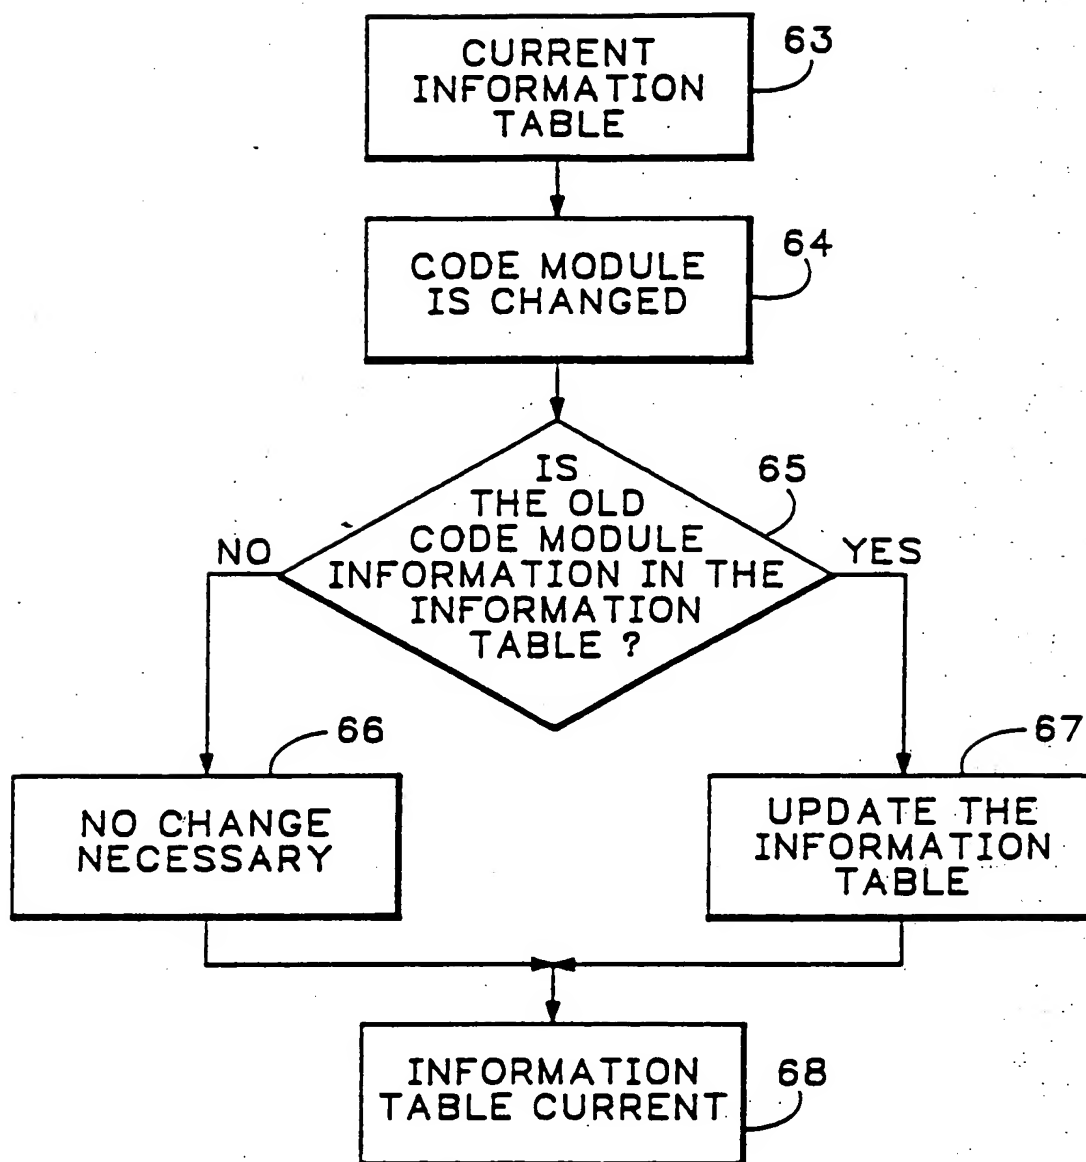 CURRENT
INFORMATION
TABLE
63
CODE MODULE
IS CHANGED
64
IS
THE OLD
CODE MODULE
INFORMATION IN THE
INFORMATION
TABLE ?
65
NO
YES
66
NO CHANGE
NECESSARY
67
UPDATE THE
INFORMATION
TABLE
INFORMATION
TABLE CURRENT
68